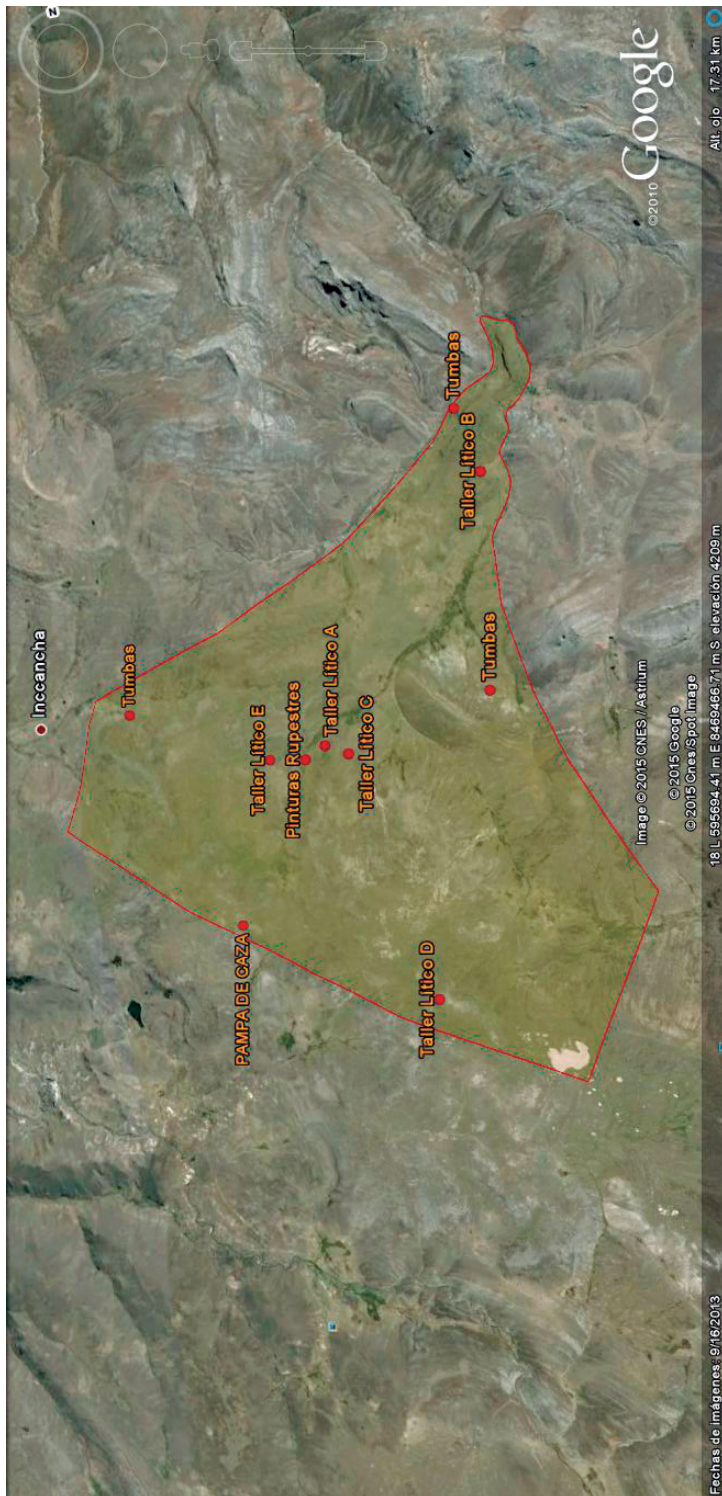 N
Inccancha
Tumbas
Taller Lítico E
Pinturas Rupestres
Taller Lítico A
Taller Lítico C
PAMPA DE CAZA
Tumbas
Taller Lítico B
Taller Lítico D
Tumbas
Image © 2015 CNES / Astrium
© 2015 Google
© 2015 Cnes/Spot Image
©2010 Google™
Fechas de imágenes: 9/16/2013
18 L 595694.41 m E 8469466.71 m S elevación 4209 m
Alt. ojo 17.31 km